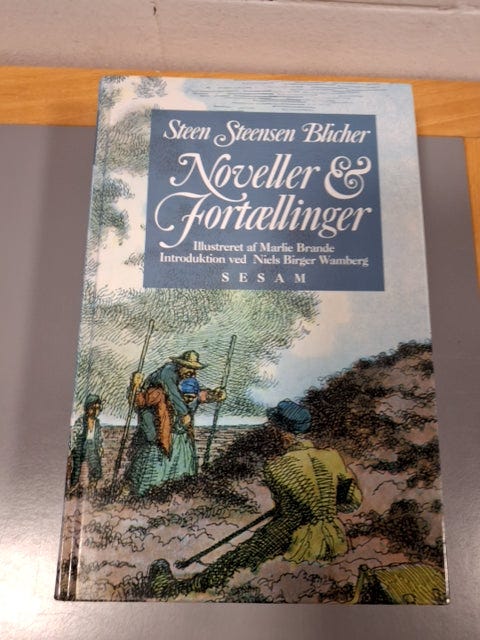 Steen Steensen Blicher
Noveller &
Fortællinger
Illustreret af Marlie Brande
Introduktion ved Niels Birger Wamberg
SESAM